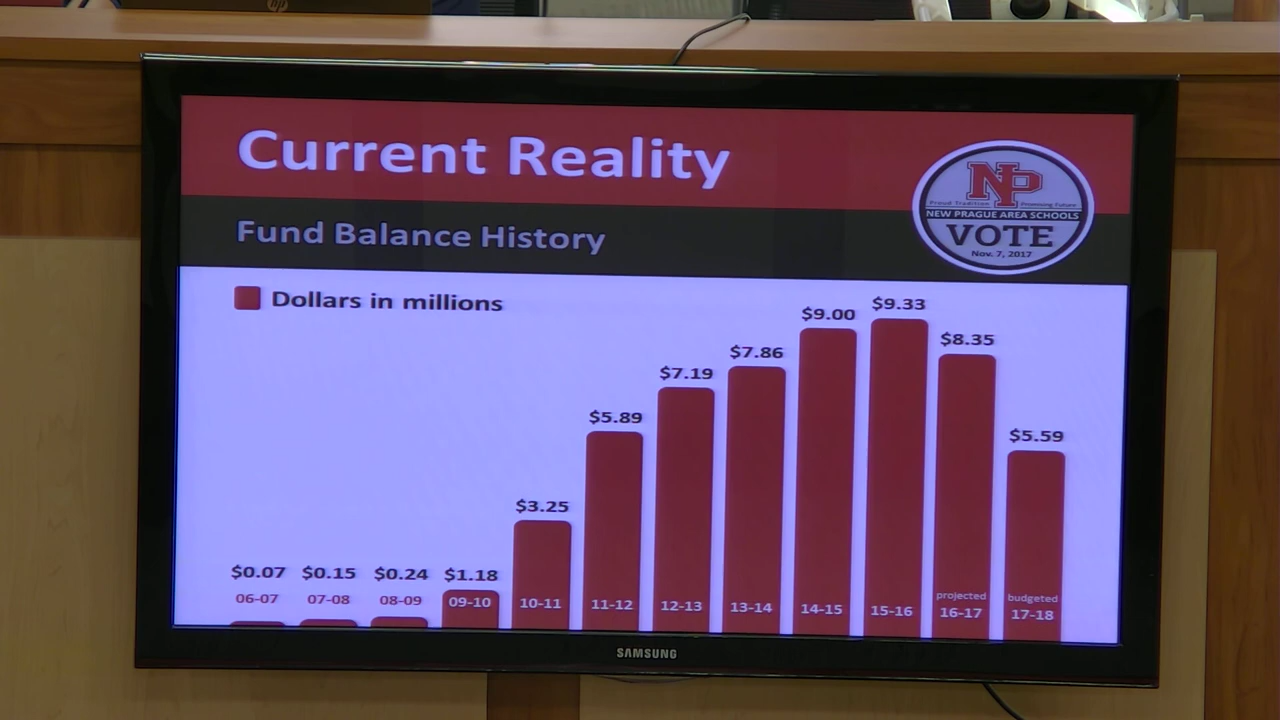 hp
Current Reality
Fund Balance History
NP
Proud Tradition Promising Future
NEW PRAGUE AREA SCHOOLS
VOTE
Nov. 7, 2017
Dollars in millions
$0.07
$0.15
$0.24
$1.18
$3.25
$5.89
$7.19
$7.86
$9.00
$9.33
$8.35
$5.59
06-07
07-08
08-09
09-10
10-11
11-12
12-13
13-14
14-15
15-16
projected
16-17
budgeted
17-18
SAMSUNG